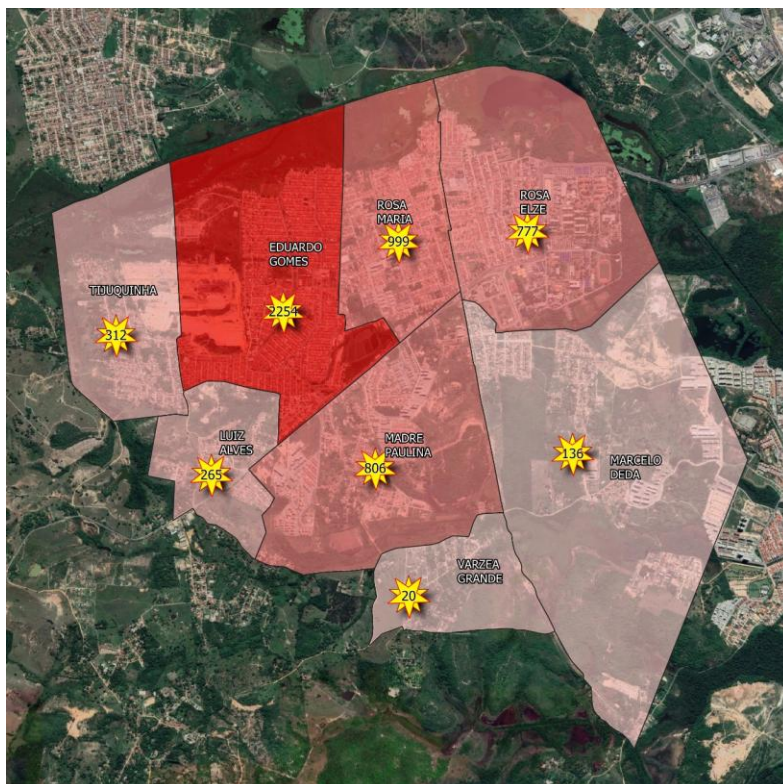 ROSA
ELZE
777
ROSA
MARIA
999
EDUARDO
GOMES
2254
TIJUQUINHA
312
LUIZ
ALVES
265
MADRE
PAULINA
806
136
MARCELO
DEDA
VARZEA
GRANDE
20